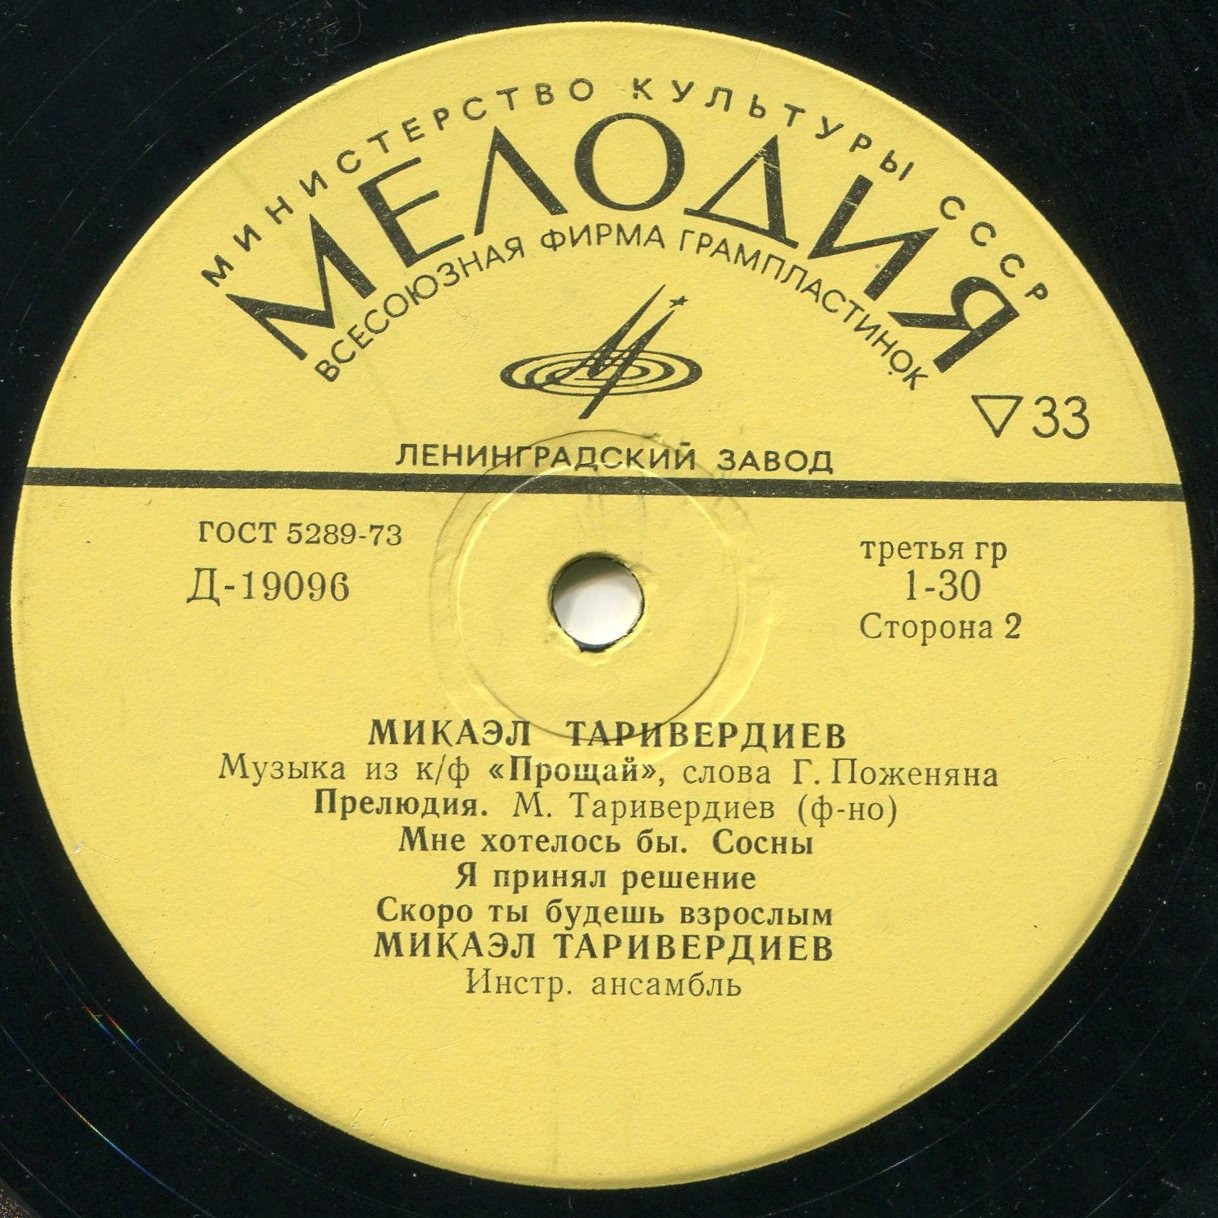 МИНИСТЕРСТВО КУЛЬТУРЫ СССР
МЕЛОДИЯ
ВСЕСОЮЗНАЯ ФИРМА ГРАМПЛАСТИНОК
▽33
ЛЕНИНГРАДСКИЙ ЗАВОД
ГОСТ 5289-73
Д-19096
третья гр
1-30
Сторона 2
МИКАЭЛ ТАРИВЕРДИЕВ
Музыка из к/ф «Прощай», слова Г. Поженяна
Прелюдия. М. Таривердиев (ф-но)
Мне хотелось бы. Сосны
Я принял решение
Скоро ты будешь взрослым
МИКАЭЛ ТАРИВЕРДИЕВ
Инстр. ансамбль